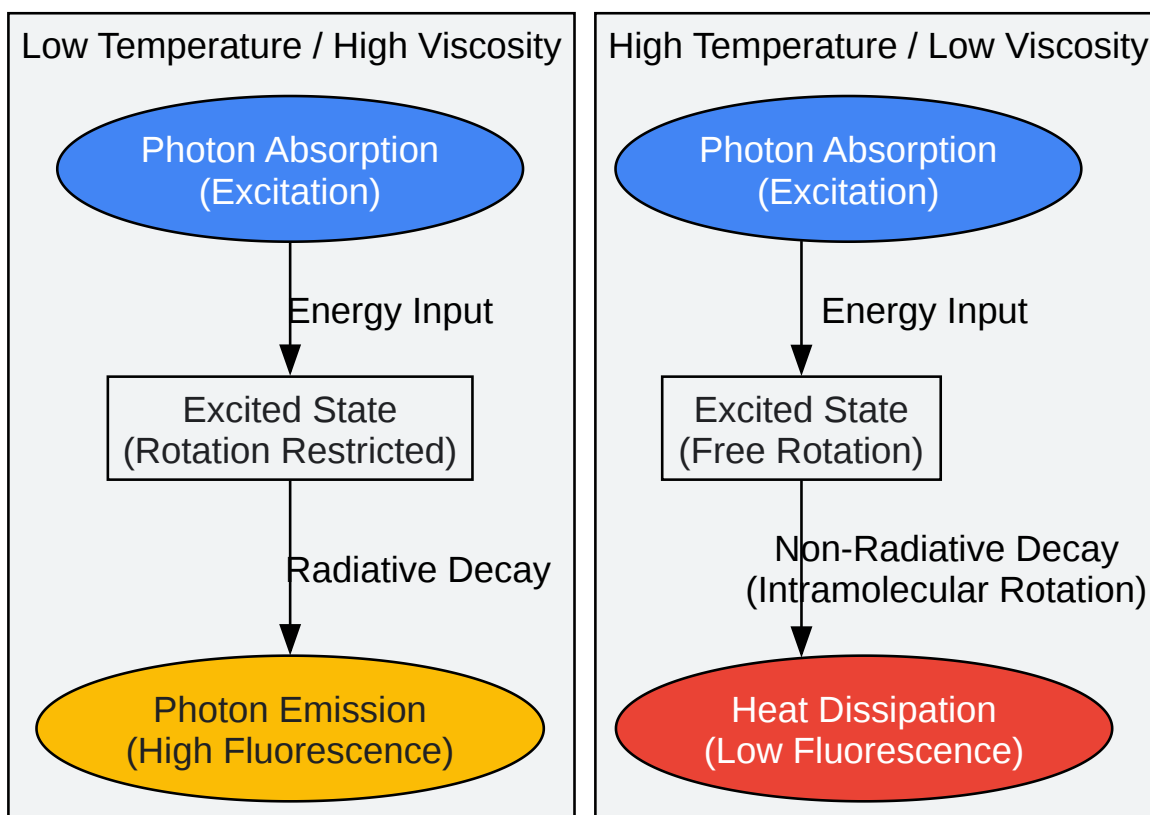 Low Temperature / High Viscosity
Photon Absorption
(Excitation)
Energy Input
Excited State
(Rotation Restricted)
Radiative Decay
Photon Emission
(High Fluorescence)
High Temperature / Low Viscosity
Photon Absorption
(Excitation)
Energy Input
Excited State
(Free Rotation)
Non-Radiative Decay
(Intramolecular Rotation)
Heat Dissipation
(Low Fluorescence)